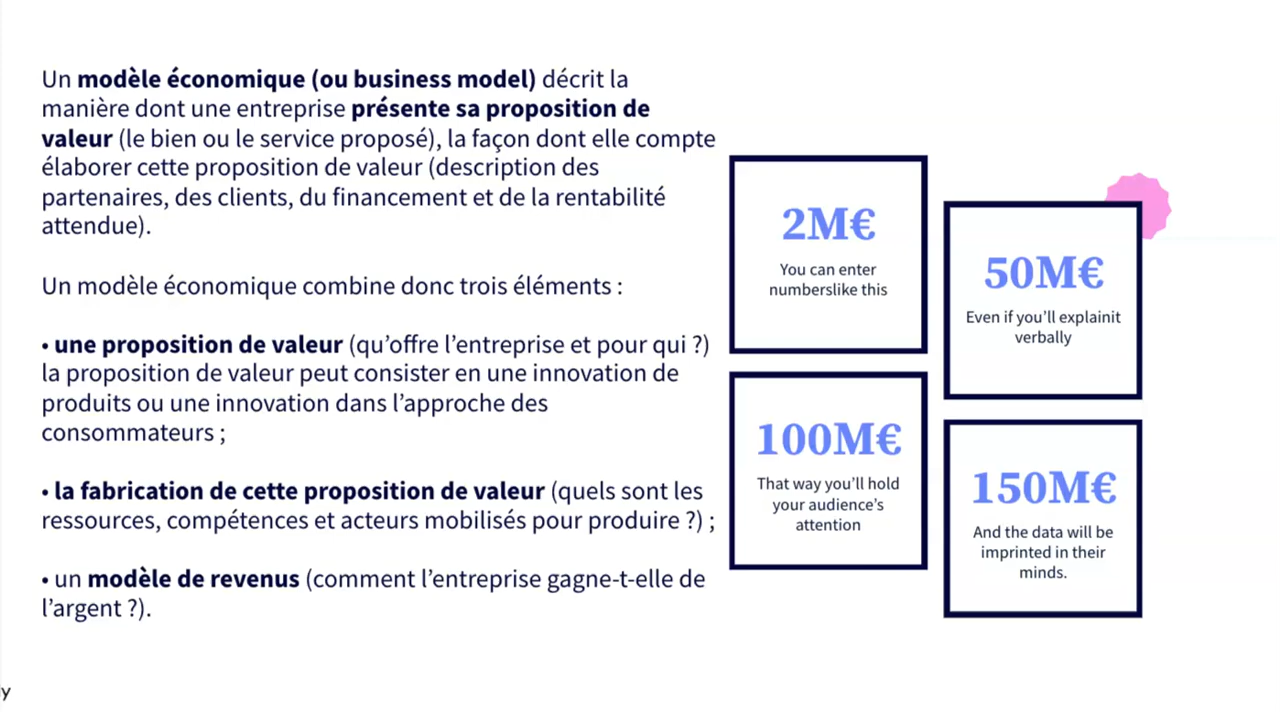 Un modèle économique (ou business model) décrit la
manière dont une entreprise présente sa proposition de
valeur (le bien ou le service proposé), la façon dont elle compte
élaborer cette proposition de valeur (description des
partenaires, des clients, du financement et de la rentabilité
attendue).
Un modèle économique combine donc trois éléments :
• une proposition de valeur (qu’offre l’entreprise et pour qui ?)
la proposition de valeur peut consister en une innovation de
produits ou une innovation dans l’approche des
consommateurs ;
• la fabrication de cette proposition de valeur (quels sont les
ressources, compétences et acteurs mobilisés pour produire ?) ;
• un modèle de revenus (comment l’entreprise gagne-t-elle de
l’argent ?).
2M€
You can enter
numberslike this
50M€
Even if you’ll explainit
verbally
100M€
That way you’ll hold
your audience’s
attention
150M€
And the data will be
imprinted in their
minds.
y